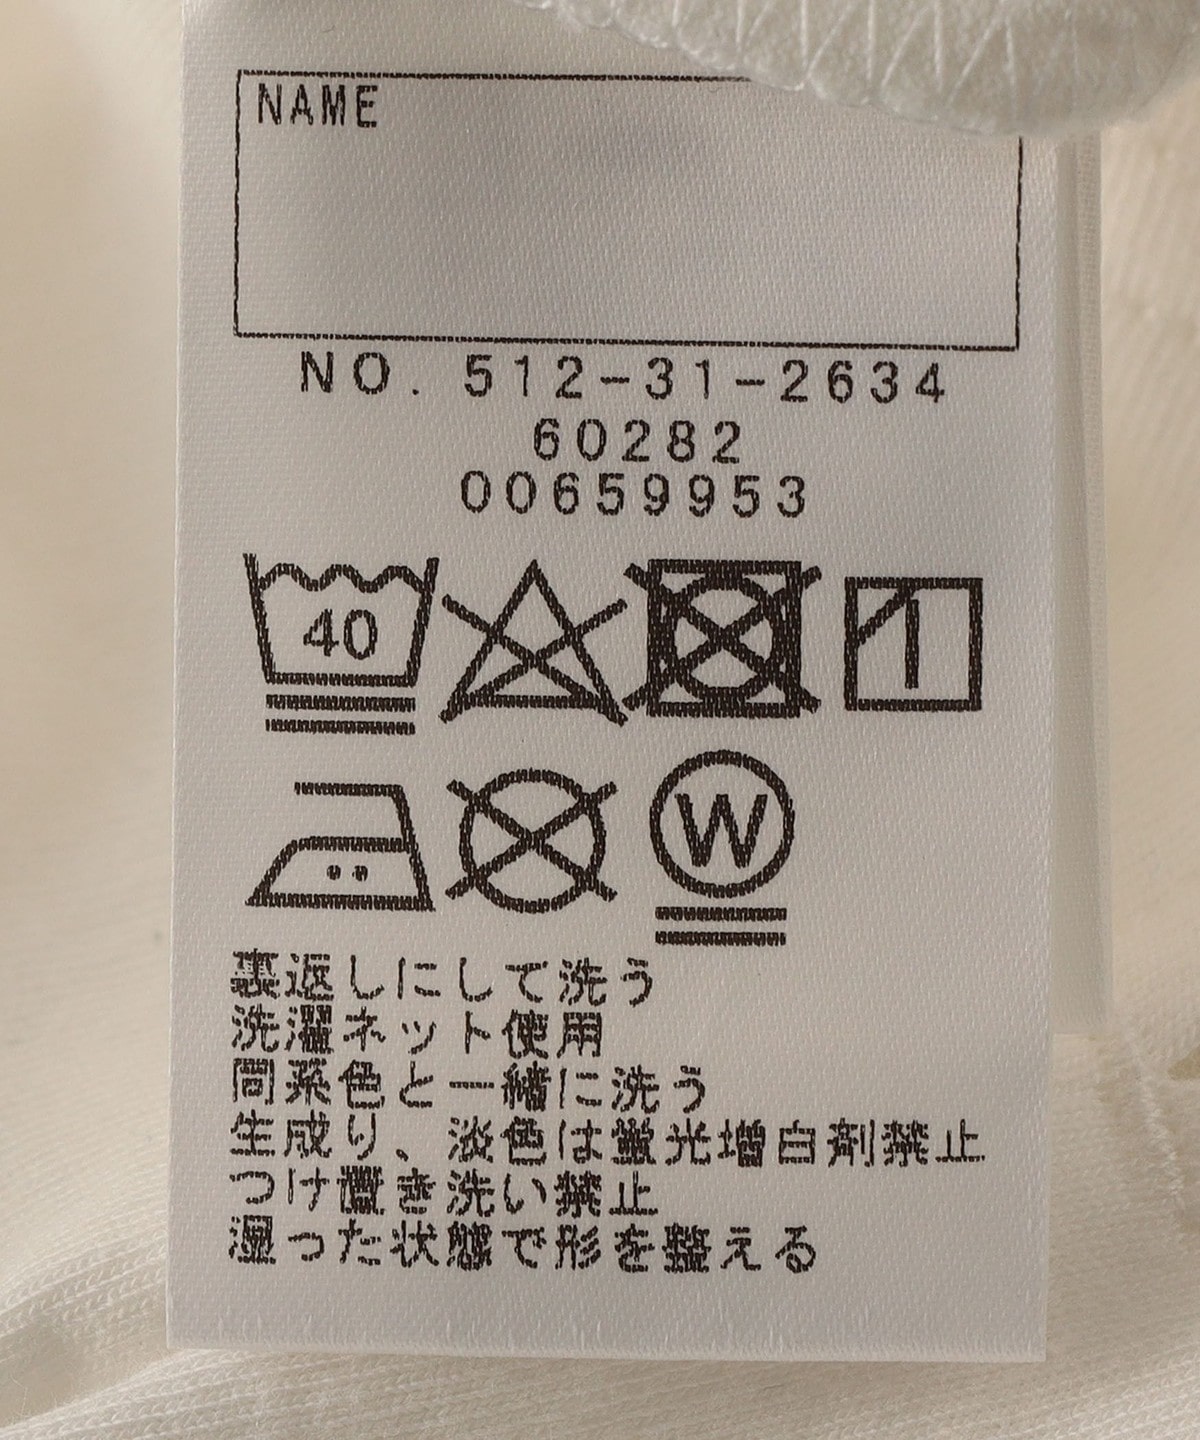 NAME
NO. 512-31-2634
60282
00659953
40
W
裏返しにして洗う
洗濯ネット使用
同系色と一緒に洗う
生成り、淡色は蛍光増白剤禁止
つけ置き洗い禁止
湿った状態で形を整える